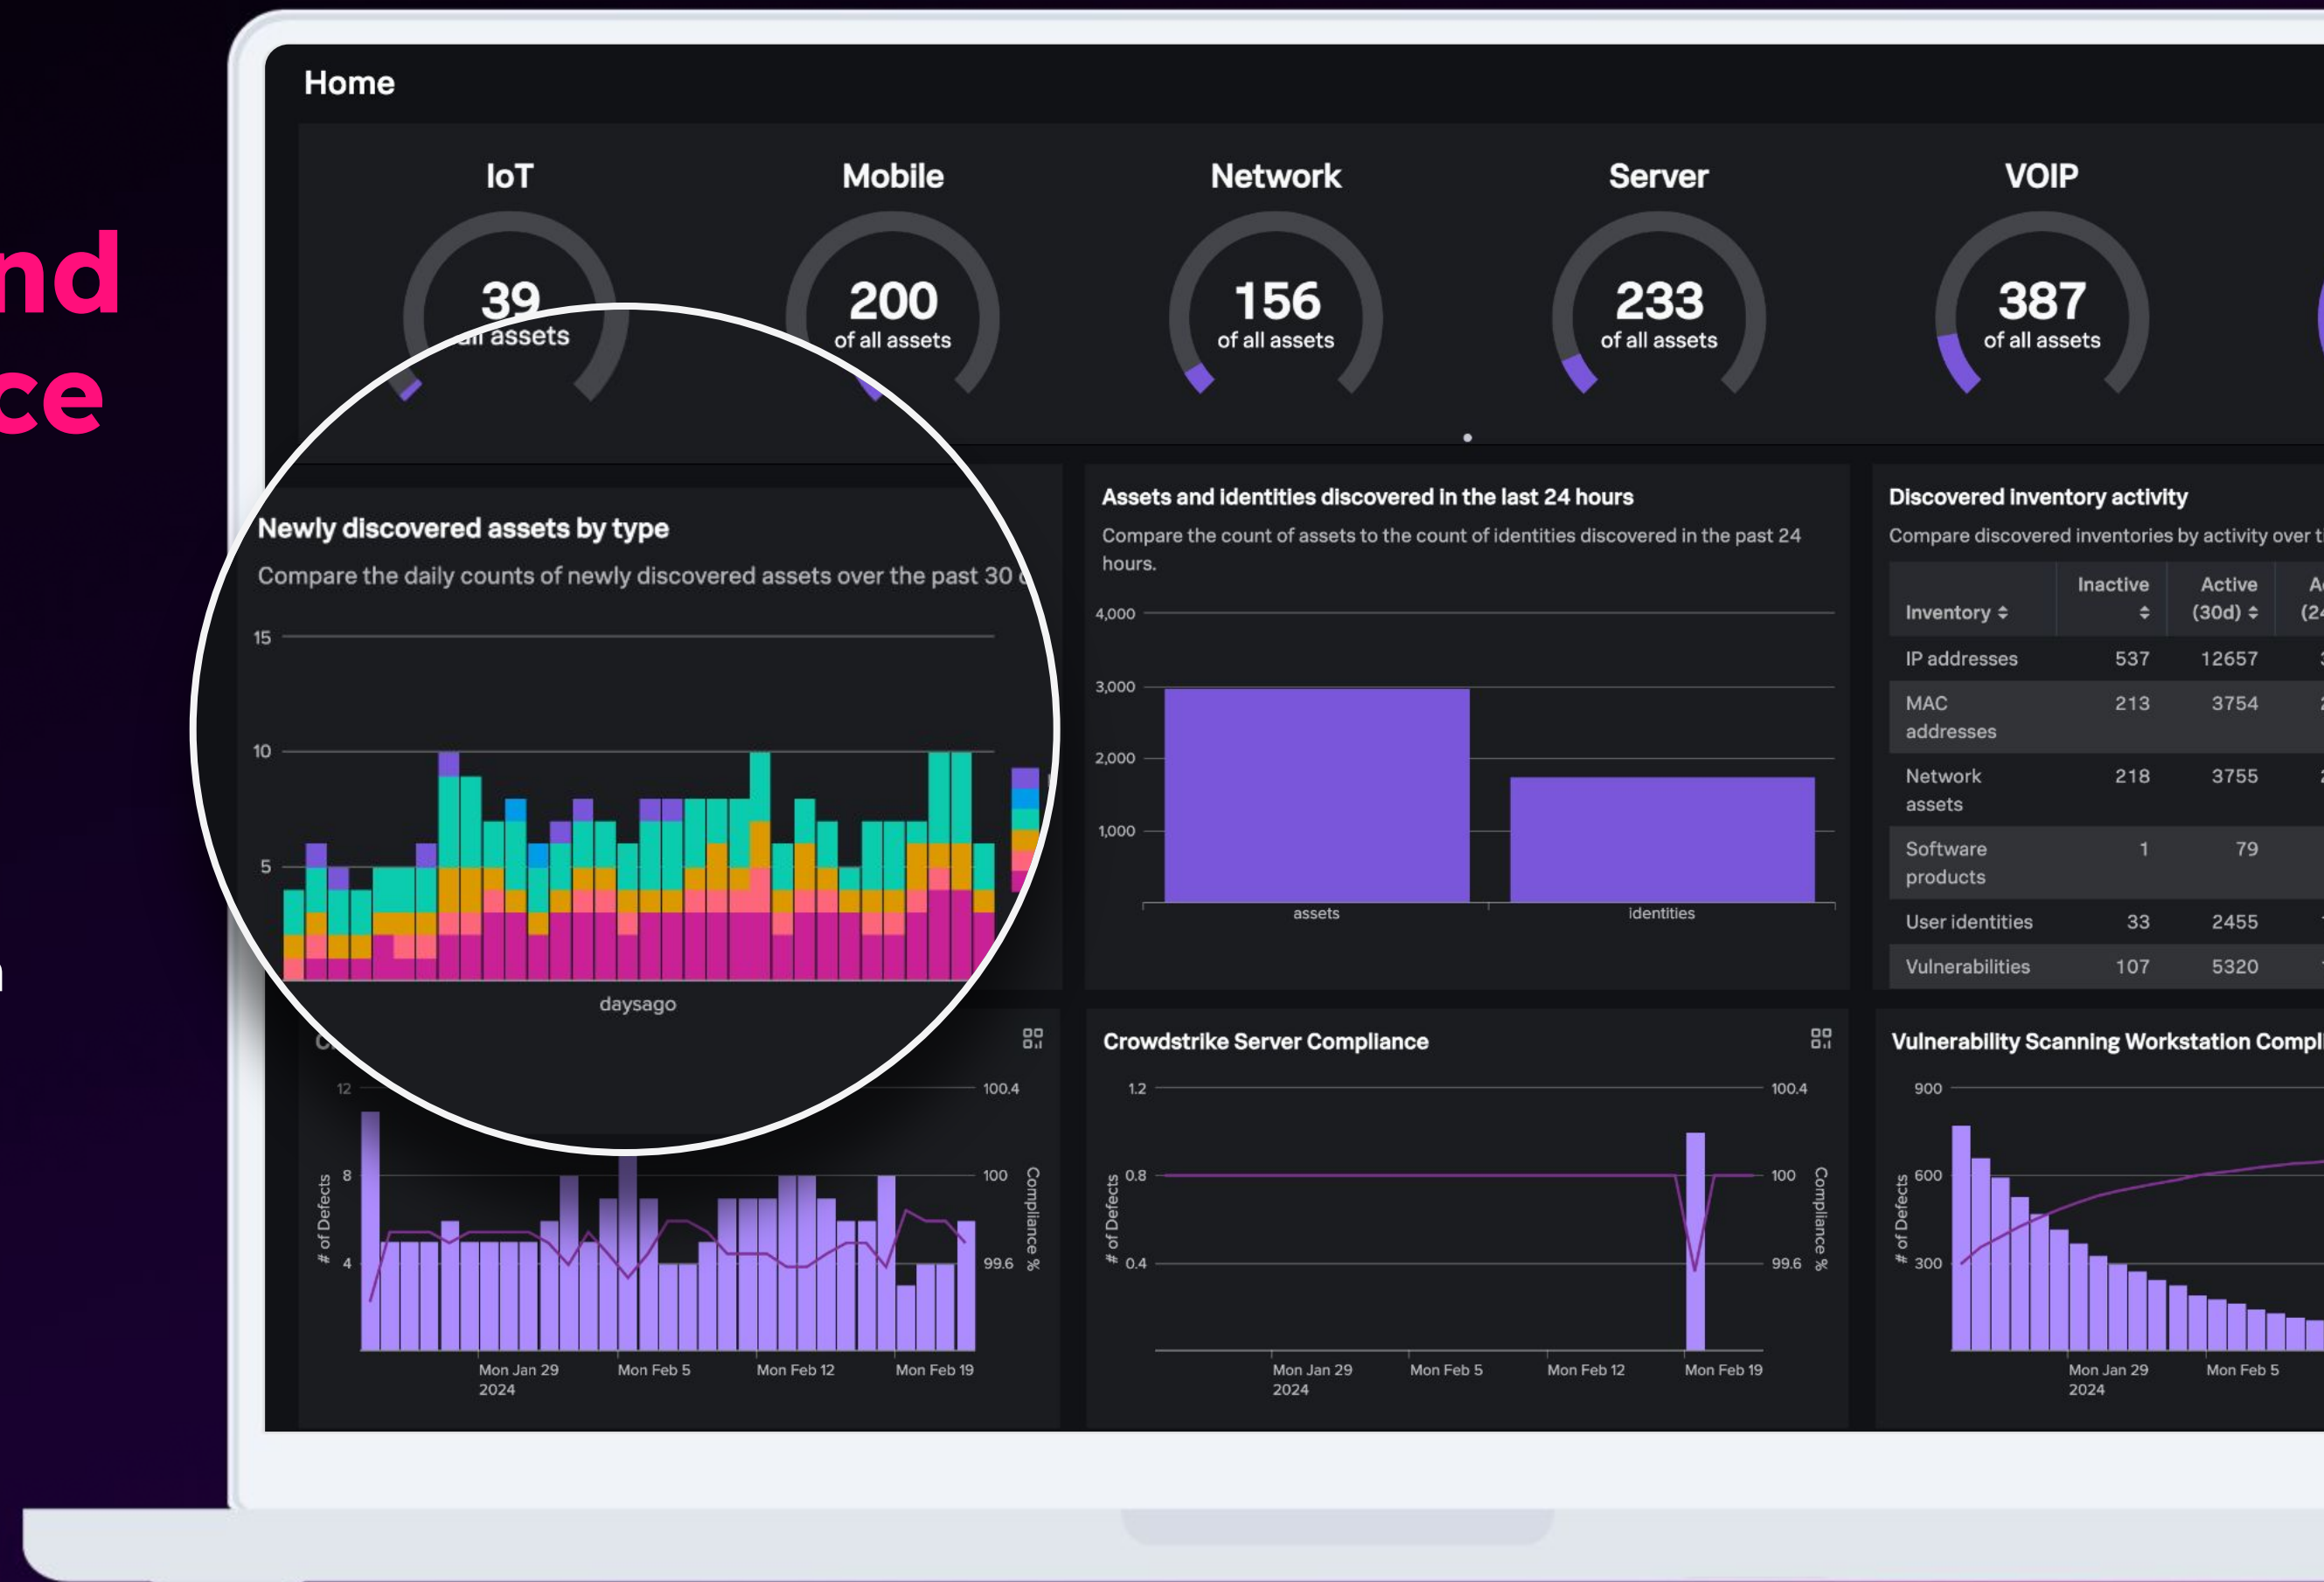 nd
ce
Home
IoT
Mobile
Network
Server
VOIP
39
assets
200
of all assets
156
of all assets
233
of all assets
387
of all assets
Newly discovered assets by type
Compare the daily counts of newly discovered assets over the past 30
15
10
5
daysago
Assets and identities discovered in the last 24 hours
Compare the count of assets to the count of identities discovered in the past 24
hours.
4,000
3,000
2,000
1,000
assets
identities
Discovered inventory activity
Compare discovered inventories by activity over
Inventory
Inactive
Active
(30d)
IP addresses 537 12657
MAC
addresses 213 3754
Network
assets 218 3755
Software
products 1 79
User identities 33 2455
Vulnerabilities 107 5320
12
8
4
# of Defects
100.4
100
99.6
Compliance %
Mon Jan 29
2024
Mon Feb 5
Mon Feb 12
Mon Feb 19
Crowdstrike Server Compliance
1.2
0.8
0.4
# of Defects
100.4
100
99.6
Compliance %
Mon Jan 29
2024
Mon Feb 5
Mon Feb 12
Mon Feb 19
Vulnerability Scanning Workstation Compli
900
600
300
# of Defects
Mon Jan 29
2024
Mon Feb 5